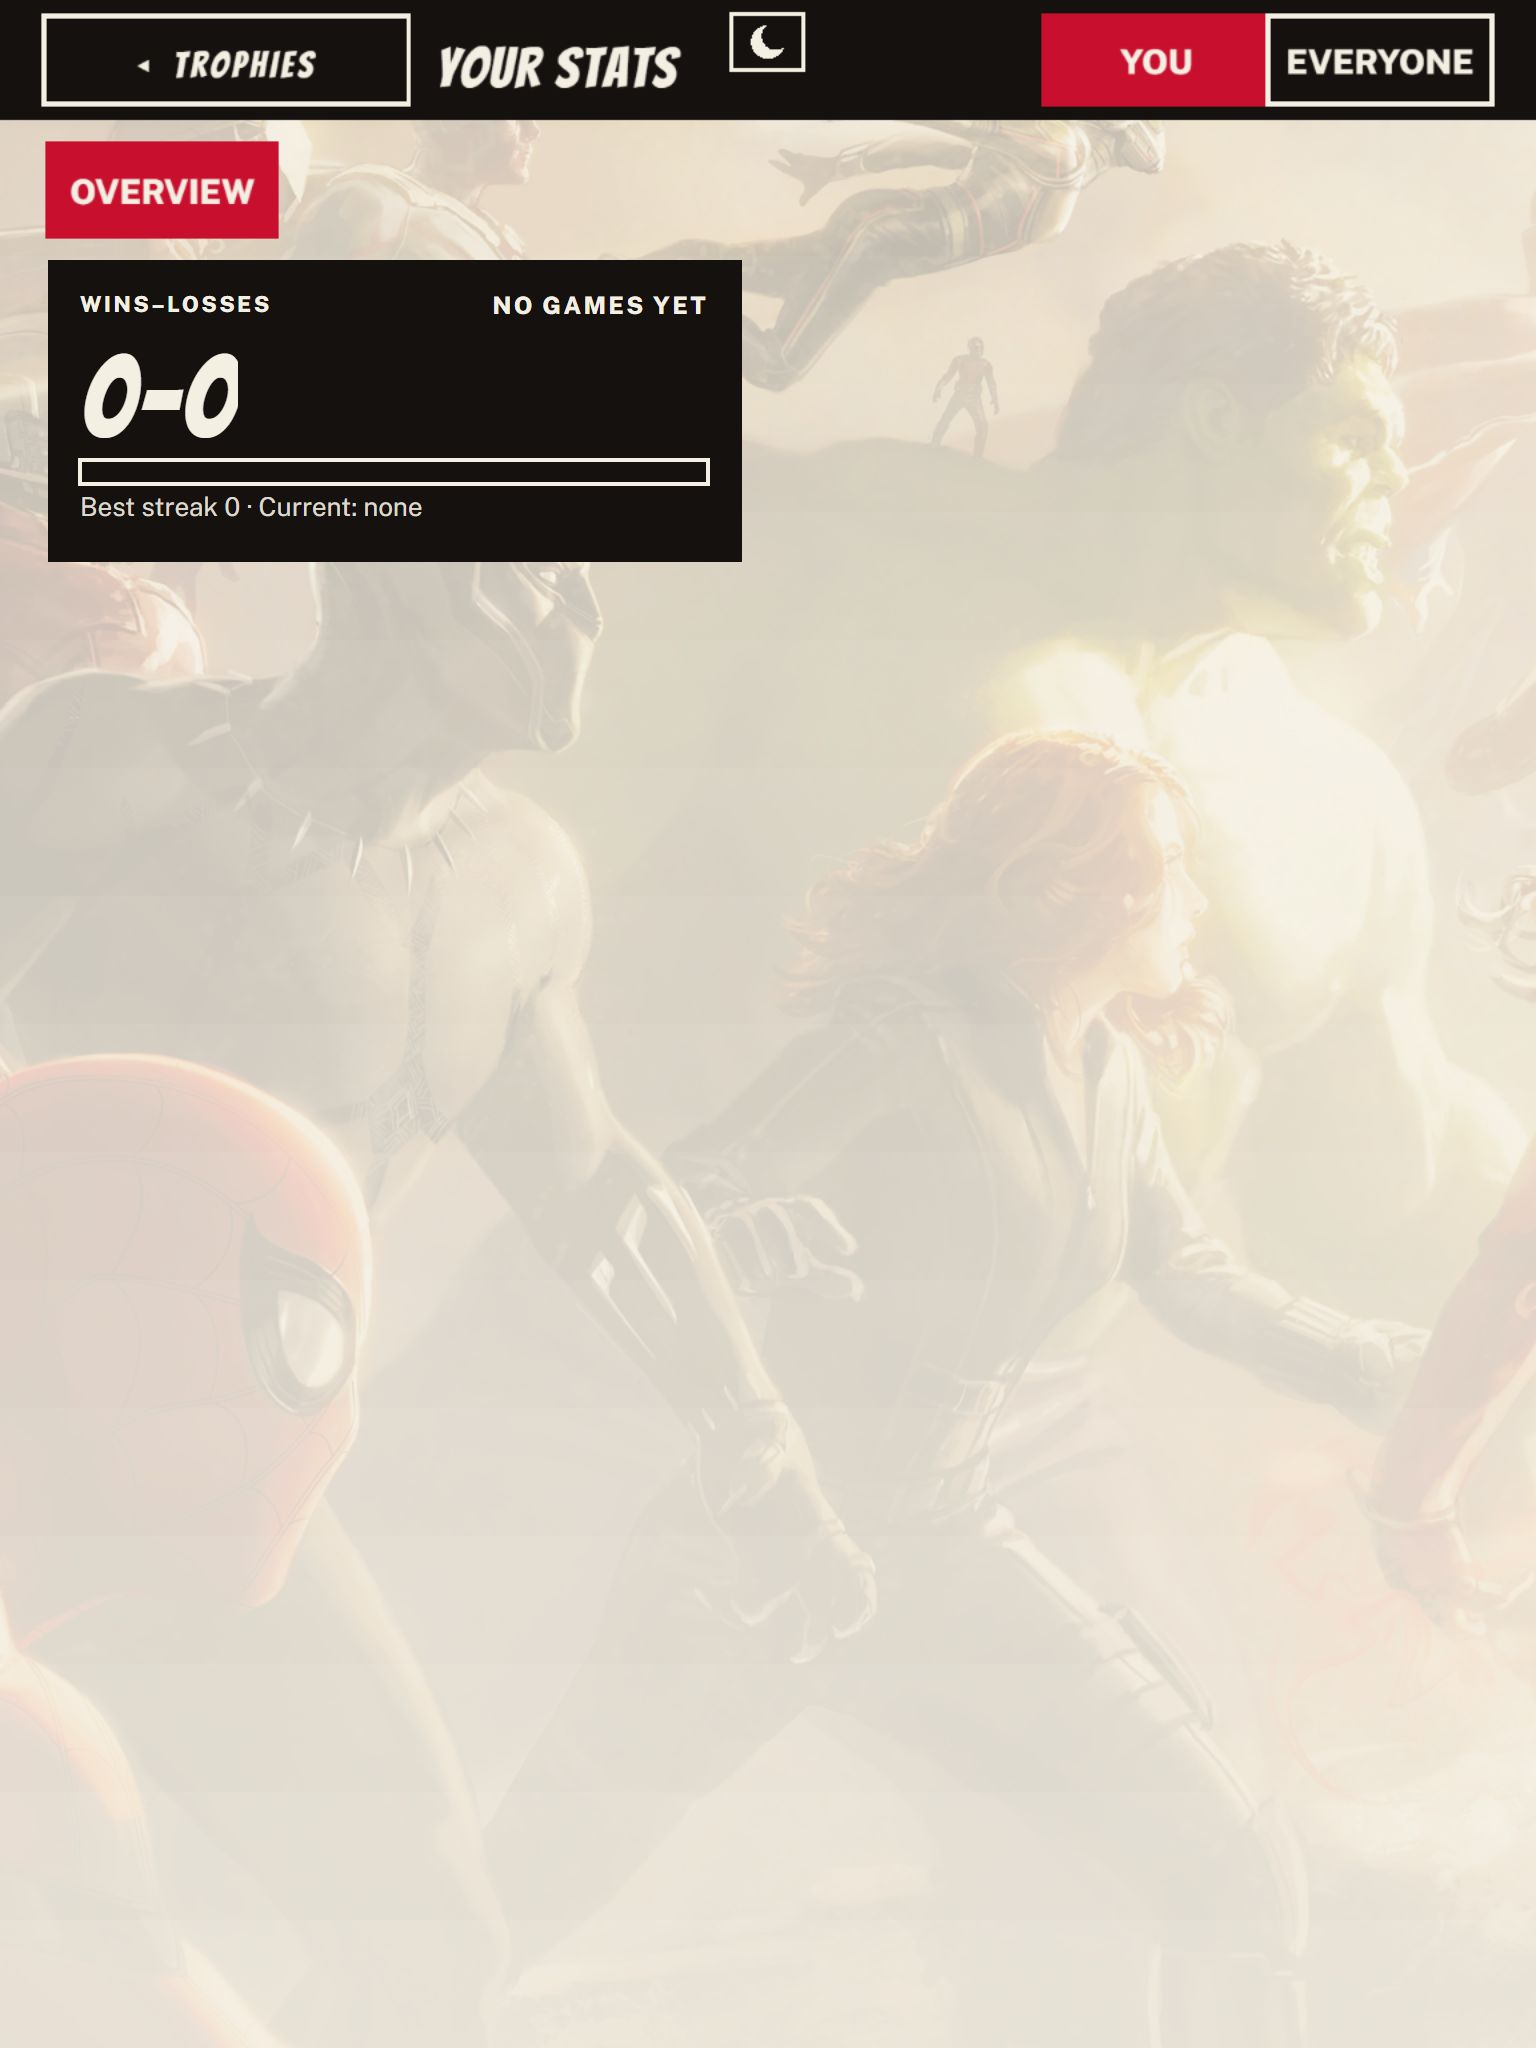 ◂ TROPHIES
YOUR STATS
YOU
EVERYONE
OVERVIEW
WINS–LOSSES
NO GAMES YET
0–0
Best streak 0 · Current: none